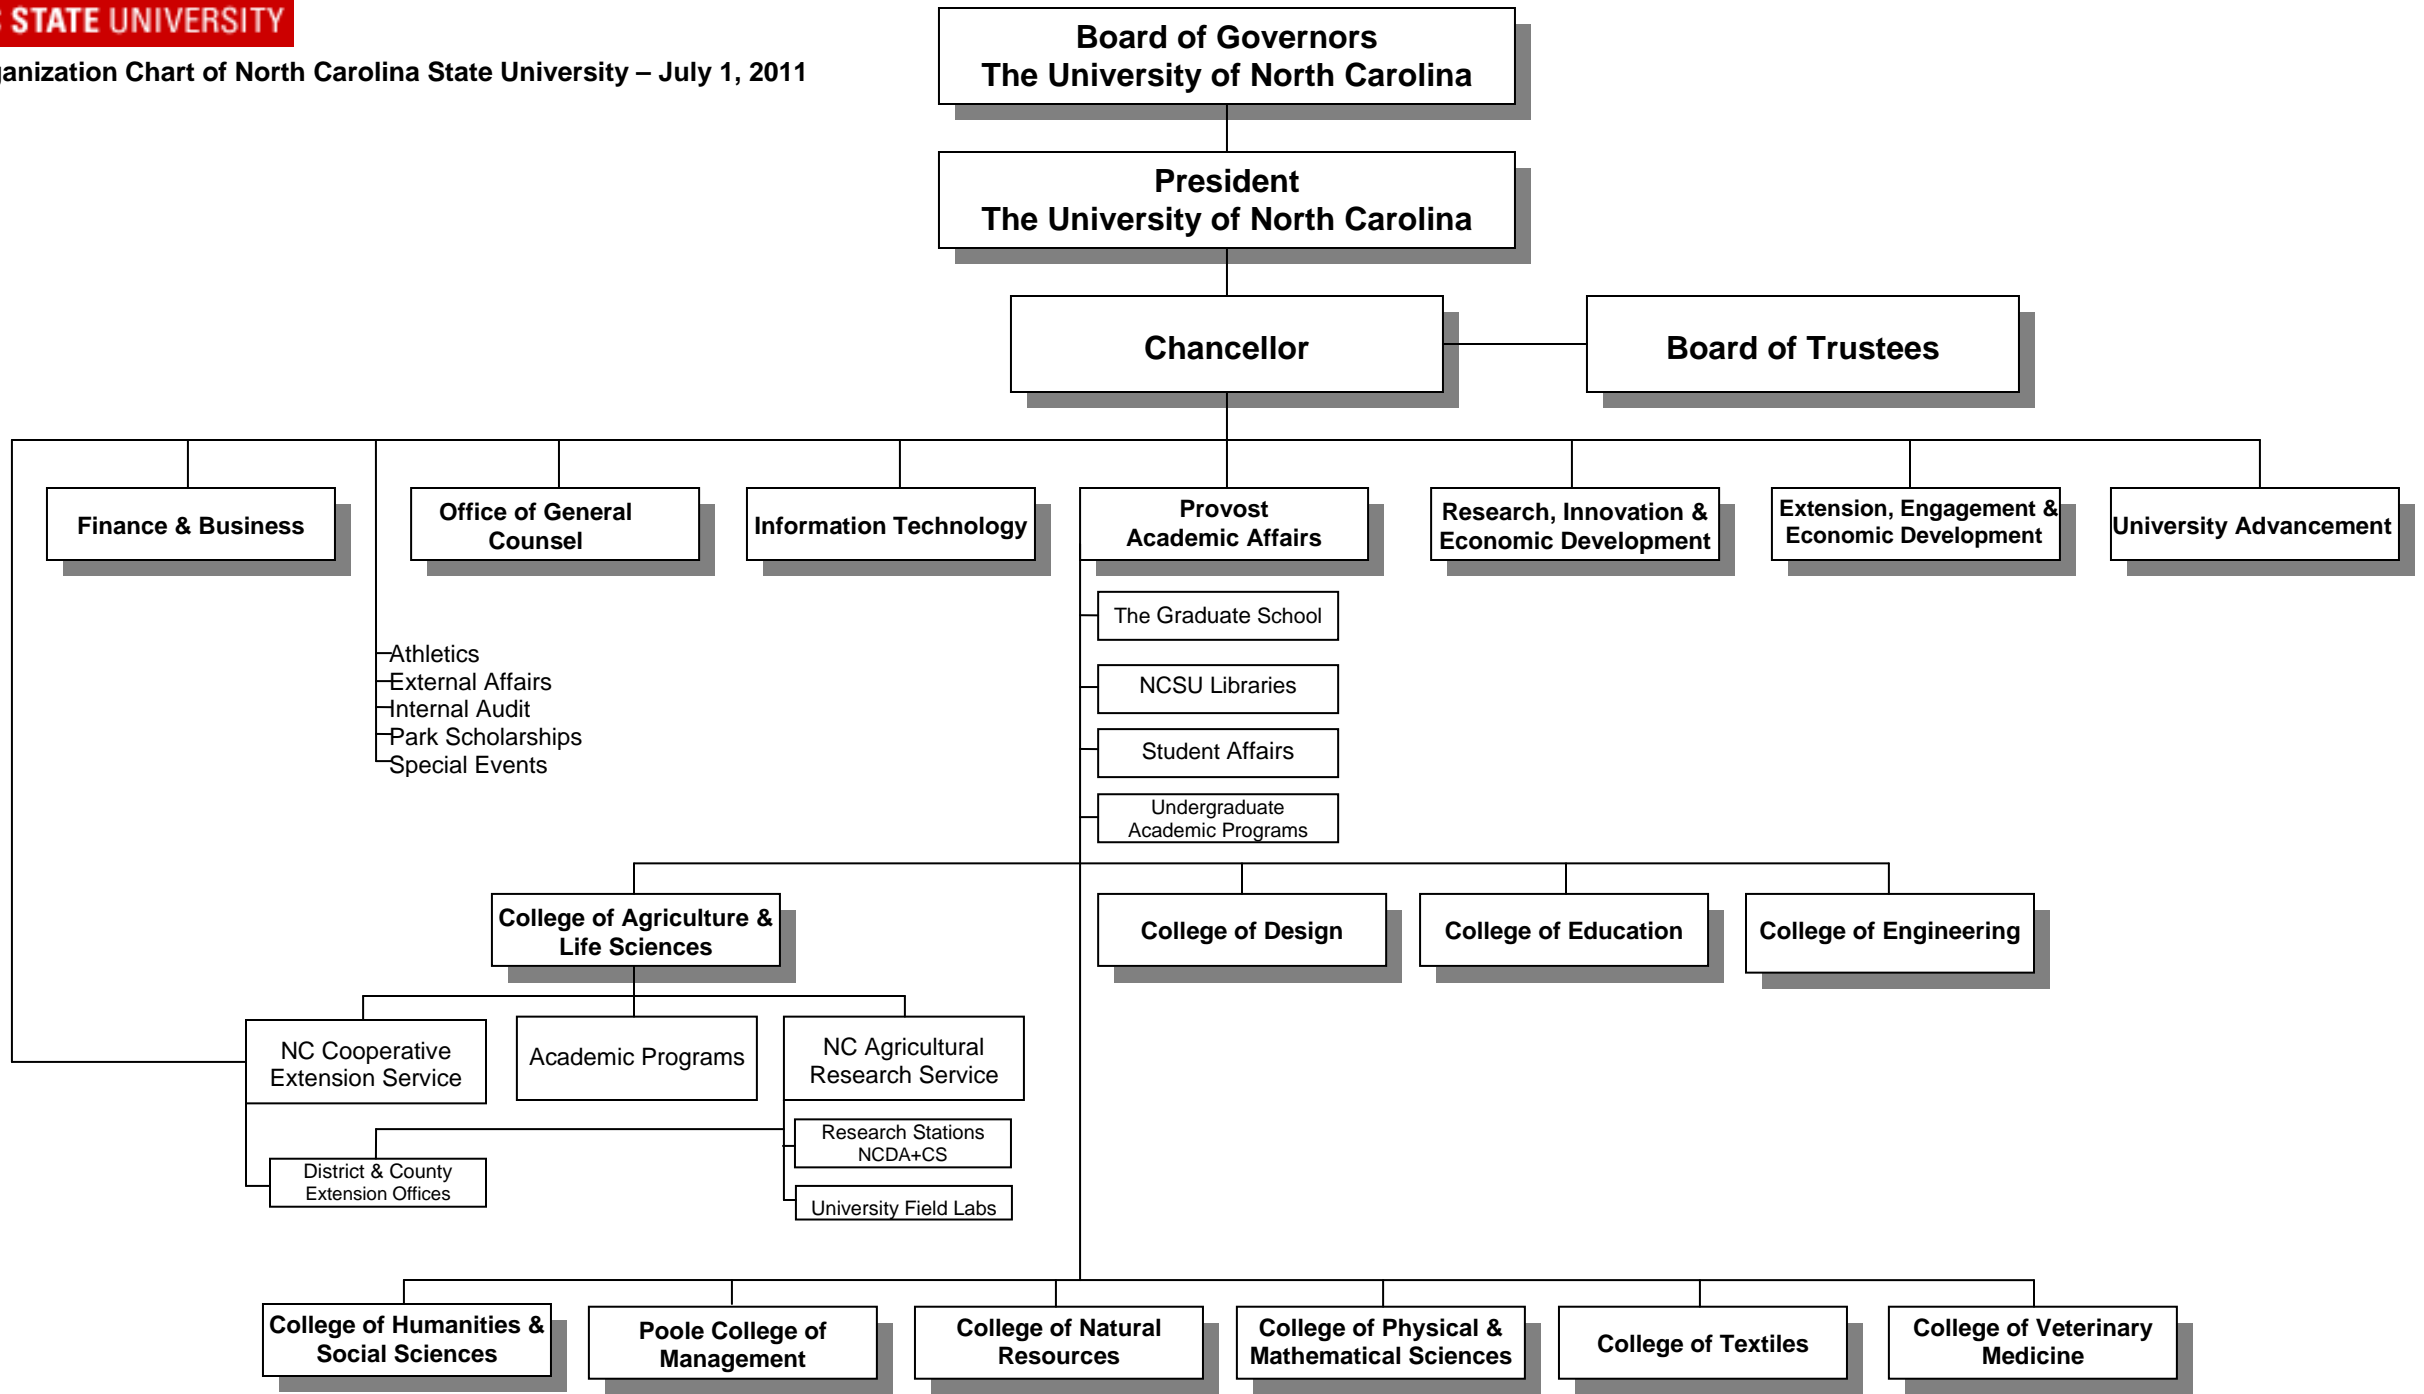 STATE UNIVERSITY
ganization Chart of North Carolina State University – July 1, 2011
Board of Governors
The University of North Carolina
President
The University of North Carolina
Chancellor
Board of Trustees
Finance & Business
Office of General
Counsel
Information Technology
Provost
Academic Affairs
Research, Innovation &
Economic Development
Extension, Engagement &
Economic Development
University Advancement
Athletics
External Affairs
Internal Audit
Park Scholarships
Special Events
The Graduate School
NCSU Libraries
Student Affairs
Undergraduate
Academic Programs
College of Agriculture &
Life Sciences
College of Design
College of Education
College of Engineering
NC Cooperative
Extension Service
Academic Programs
NC Agricultural
Research Service
District & County
Extension Offices
Research Stations
NCDA+CS
University Field Labs
College of Humanities &
Social Sciences
Poole College of
Management
College of Natural
Resources
College of Physical &
Mathematical Sciences
College of Textiles
College of Veterinary
Medicine